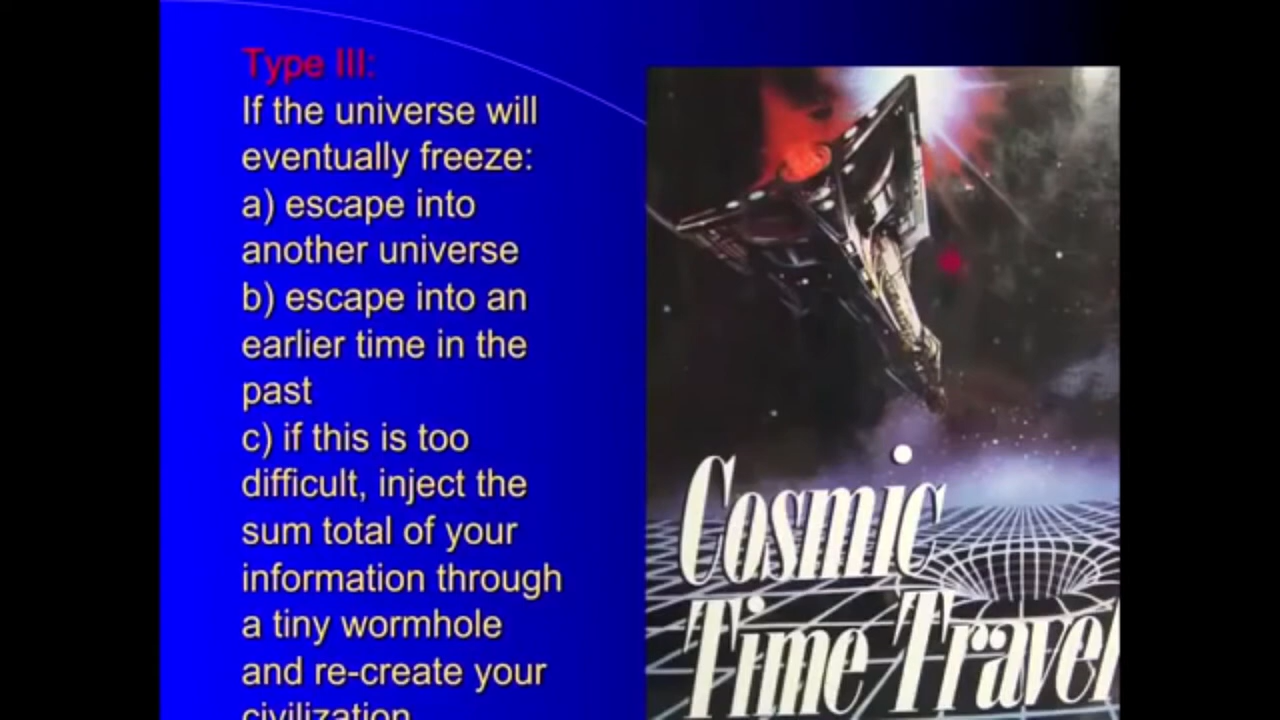 Type III:
If the universe will
eventually freeze:
a) escape into
another universe
b) escape into an
earlier time in the
past
c) if this is too
difficult, inject the
sum total of your
information through
a tiny wormhole
and re-create your
civilization
Cosmic
Time Travel